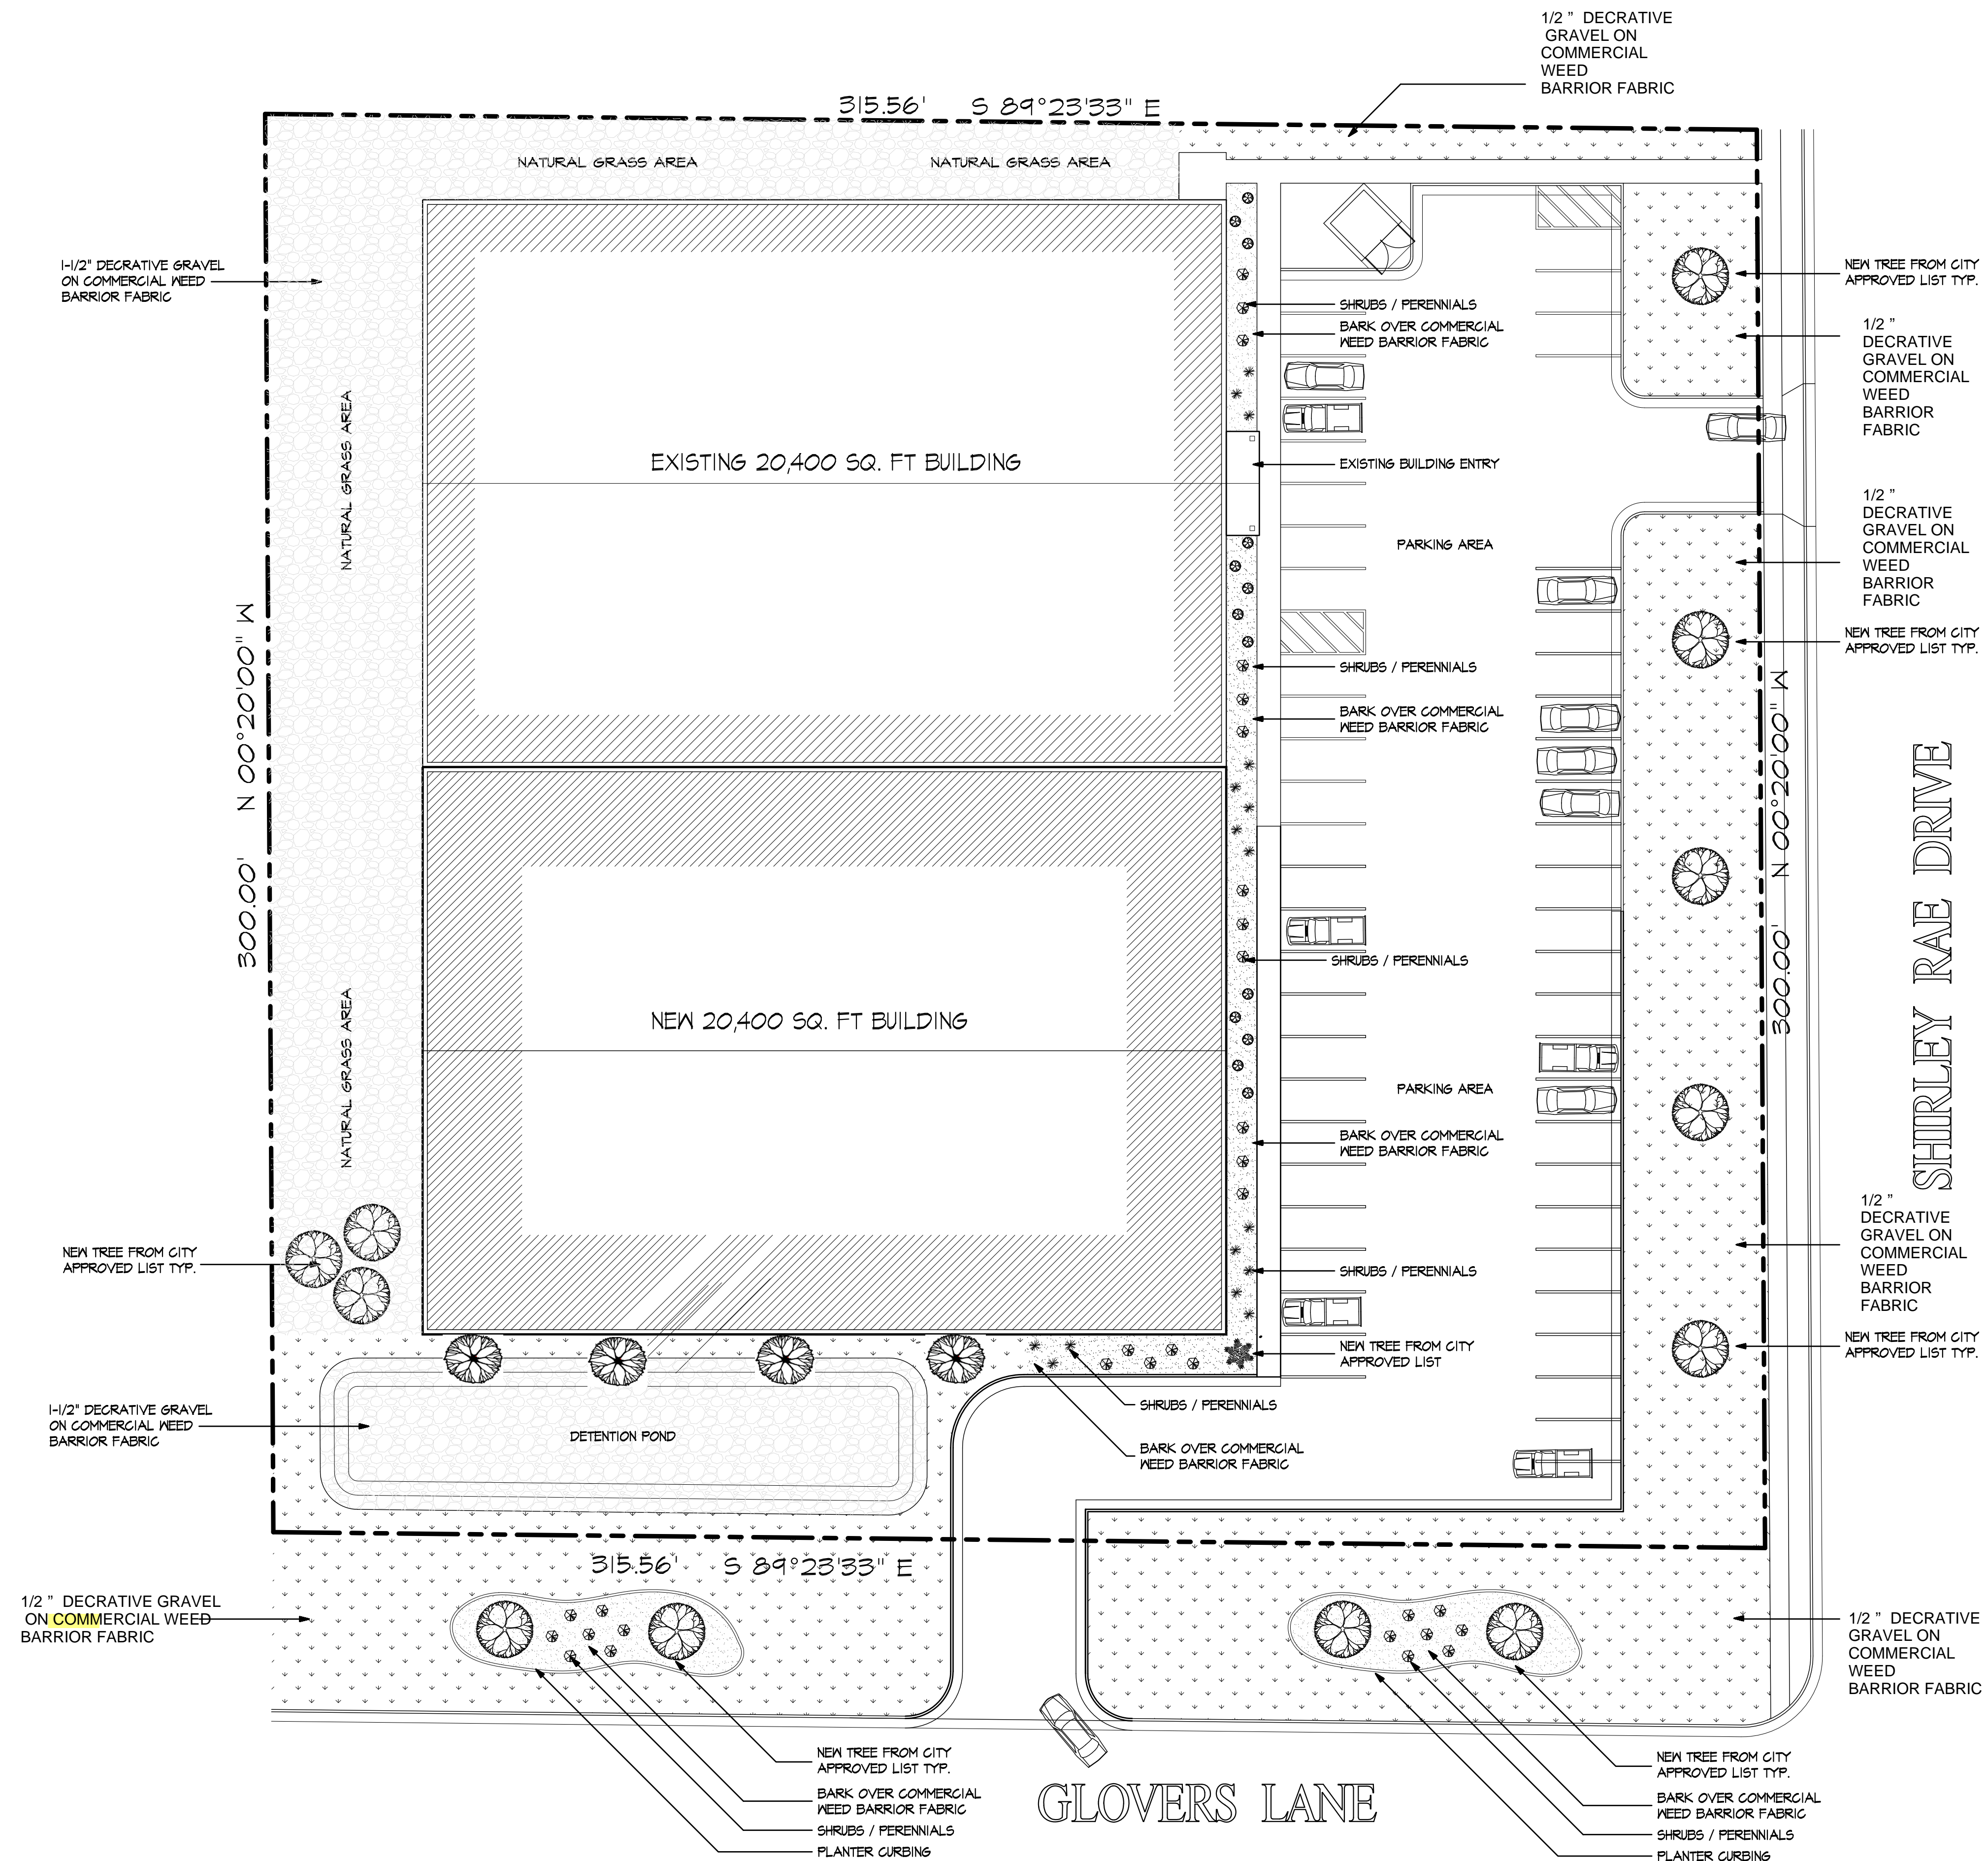 1/2 ” DECRATIVE
GRAVEL ON
COMMERCIAL
WEED
BARRIOR FABRIC
315.56' S 89°23'33" E
NATURAL GRASS AREA
NATURAL GRASS AREA
1-1/2" DECRATIVE GRAVEL
ON COMMERCIAL WEED
BARRIOR FABRIC
NEW TREE FROM CITY
APPROVED LIST TYP.
SHRUBS / PERENNIALS
BARK OVER COMMERCIAL
WEED BARRIOR FABRIC
1/2 ”
DECRATIVE
GRAVEL ON
COMMERCIAL
WEED
BARRIOR
FABRIC
NATURAL GRASS AREA
EXISTING 20,400 SQ. FT BUILDING
EXISTING BUILDING ENTRY
PARKING AREA
1/2 ”
DECRATIVE
GRAVEL ON
COMMERCIAL
WEED
BARRIOR
FABRIC
NEW TREE FROM CITY
APPROVED LIST TYP.
300.00' N 00°20'00" W
SHRUBS / PERENNIALS
BARK OVER COMMERCIAL
WEED BARRIOR FABRIC
300.00' N 00°20'00" W
SHIRLEY RAE DRIVE
SHRUBS / PERENNIALS
NATURAL GRASS AREA
NEW 20,400 SQ. FT BUILDING
PARKING AREA
BARK OVER COMMERCIAL
WEED BARRIOR FABRIC
1/2 ”
DECRATIVE
GRAVEL ON
COMMERCIAL
WEED
BARRIOR
FABRIC
NEW TREE FROM CITY
APPROVED LIST TYP.
SHRUBS / PERENNIALS
NEW TREE FROM CITY
APPROVED LIST
NEW TREE FROM CITY
APPROVED LIST TYP.
SHRUBS / PERENNIALS
1-1/2" DECRATIVE GRAVEL
ON COMMERCIAL WEED
BARRIOR FABRIC
DETENTION POND
BARK OVER COMMERCIAL
WEED BARRIOR FABRIC
315.56' S 89°23'33" E
1/2 ” DECRATIVE GRAVEL
ON COMMERCIAL WEED
BARRIOR FABRIC
1/2 ” DECRATIVE
GRAVEL ON
COMMERCIAL
WEED
BARRIOR FABRIC
NEW TREE FROM CITY
APPROVED LIST TYP.
BARK OVER COMMERCIAL
WEED BARRIOR FABRIC
SHRUBS / PERENNIALS
PLANTER CURBING
GLOVERS LANE
NEW TREE FROM CITY
APPROVED LIST TYP.
BARK OVER COMMERCIAL
WEED BARRIOR FABRIC
SHRUBS / PERENNIALS
PLANTER CURBING